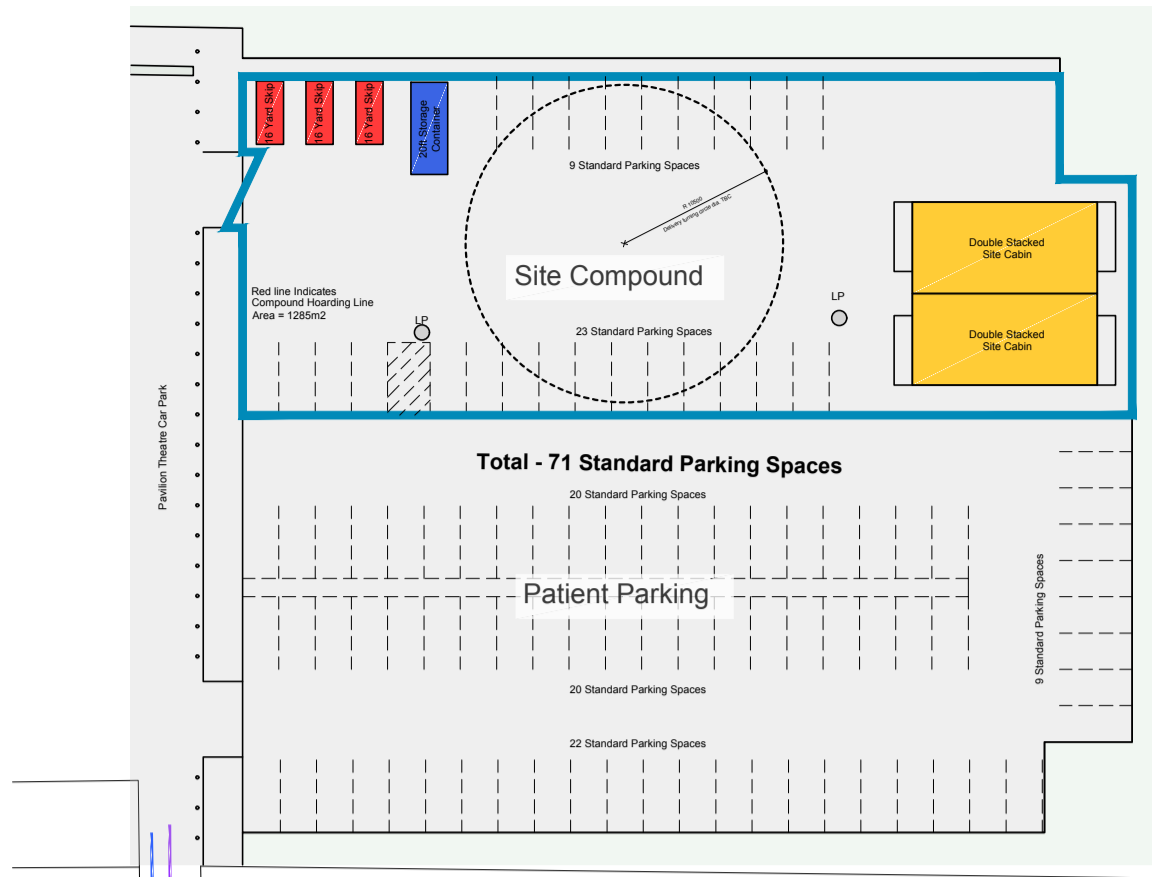 16 Yard Skip
16 Yard Skip
16 Yard Skip
20ft Storage
Container
9 Standard Parking Spaces
R 10500
Delivery turning circle dia. TBC
Double Stacked
Site Cabin
Site Compound
Red line Indicates
Compound Hoarding Line
Area = 1285m2
LP
LP
23 Standard Parking Spaces
Double Stacked
Site Cabin
Pavilion Theatre Car Park
Total - 71 Standard Parking Spaces
20 Standard Parking Spaces
Patient Parking
9 Standard Parking Spaces
20 Standard Parking Spaces
22 Standard Parking Spaces